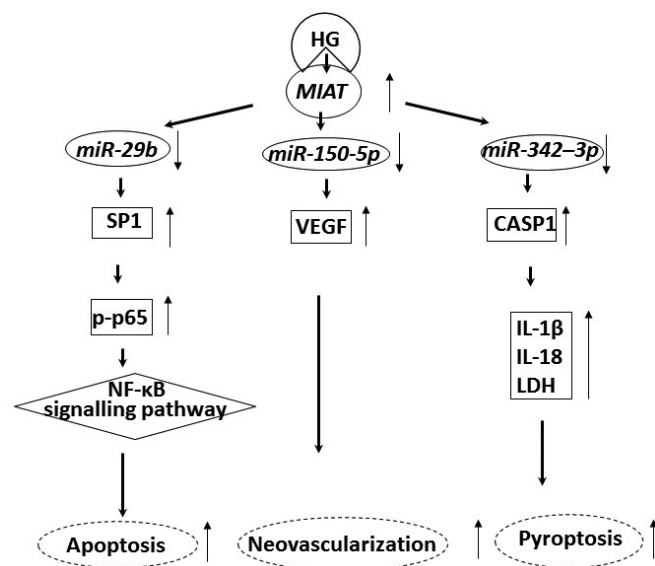 HG
MIAT
miR-29b
miR-150-5p
miR-342–3p
SP1
VEGF
CASP1
p-p65
IL-1β
IL-18
LDH
NF-κB
signalling pathway
Apoptosis
Neovascularization
Pyroptosis